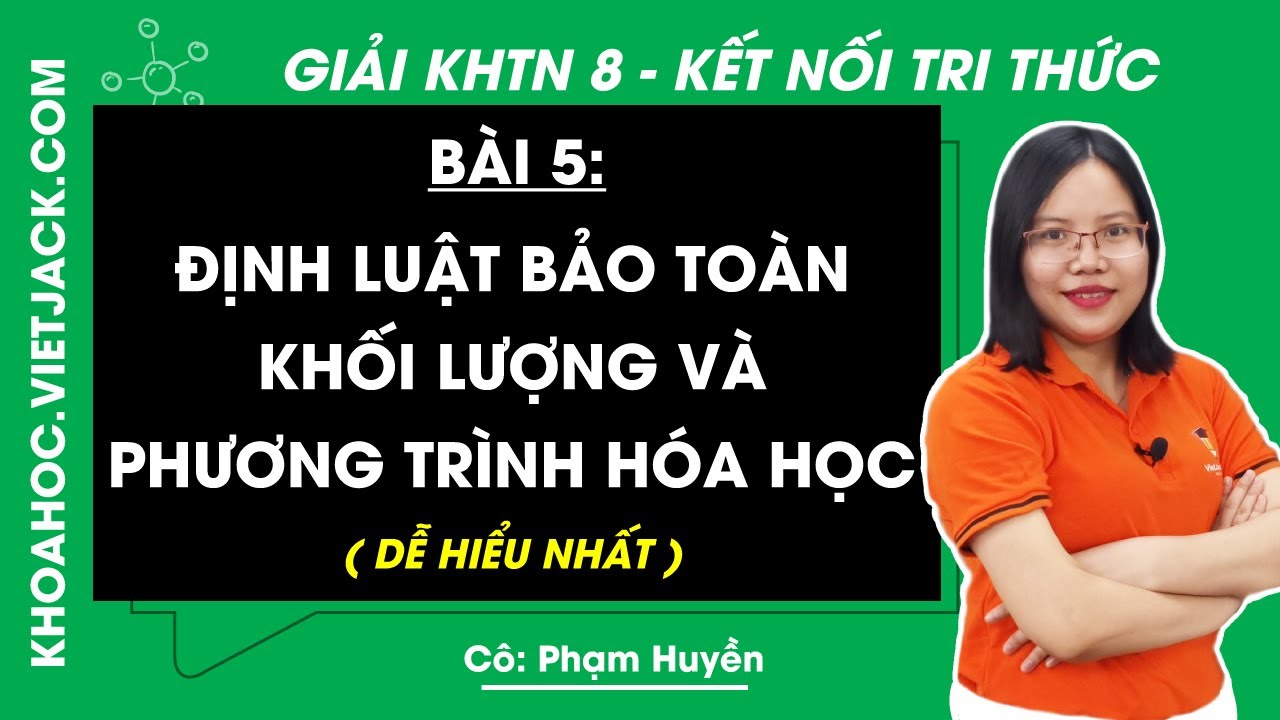 GIẢI KHTN 8 - KẾT NỐI TRI THỨC
KHOAHOC.VIETJACK.COM
BÀI 5:
ĐỊNH LUẬT BẢO TOÀN
KHỐI LƯỢNG VÀ
PHƯƠNG TRÌNH HÓA HỌC
( DỄ HIỂU NHẤT )
Cô: Phạm Huyền